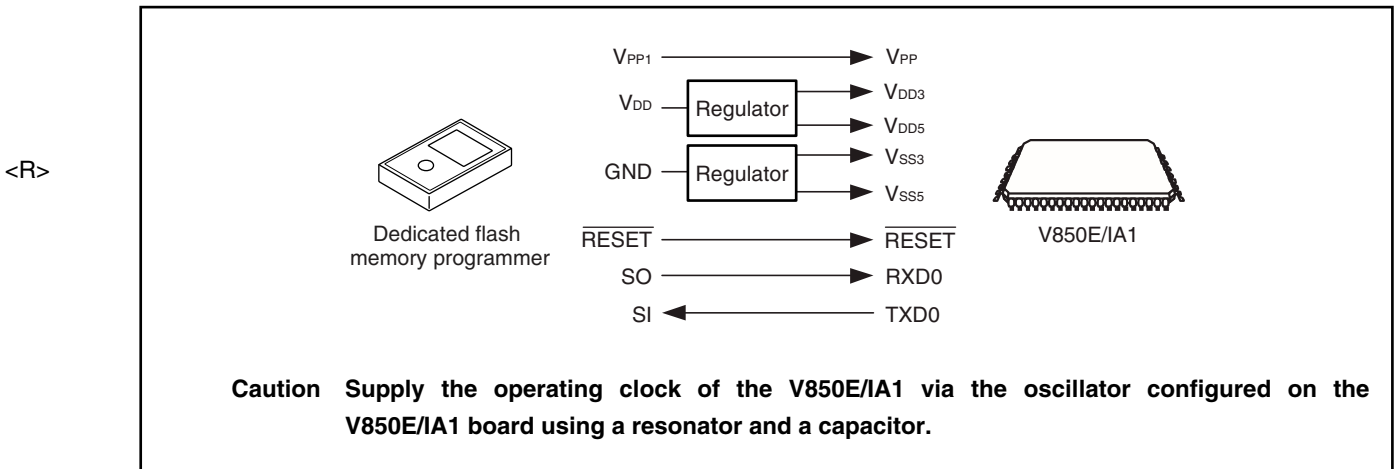 VPP1 VPP
VDD Regulator VDD3
VDD5
<R>
GND Regulator VSS3
VSS5
Dedicated flash
memory programmer
RESET RESET
SO RXD0
SI TXD0
V850E/IA1
Caution Supply the operating clock of the V850E/IA1 via the oscillator configured on the
V850E/IA1 board using a resonator and a capacitor.